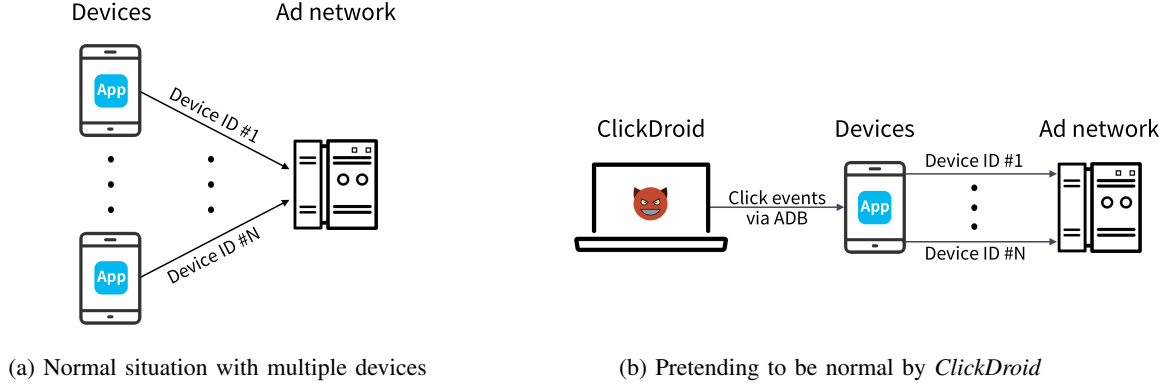 Devices
Ad network
App
Device ID #1
Device ID #N
App
(a) Normal situation with multiple devices
ClickDroid
Devices
Ad network
Click events
via ADB
App
Device ID #1
Device ID #N
(b) Pretending to be normal by ClickDroid